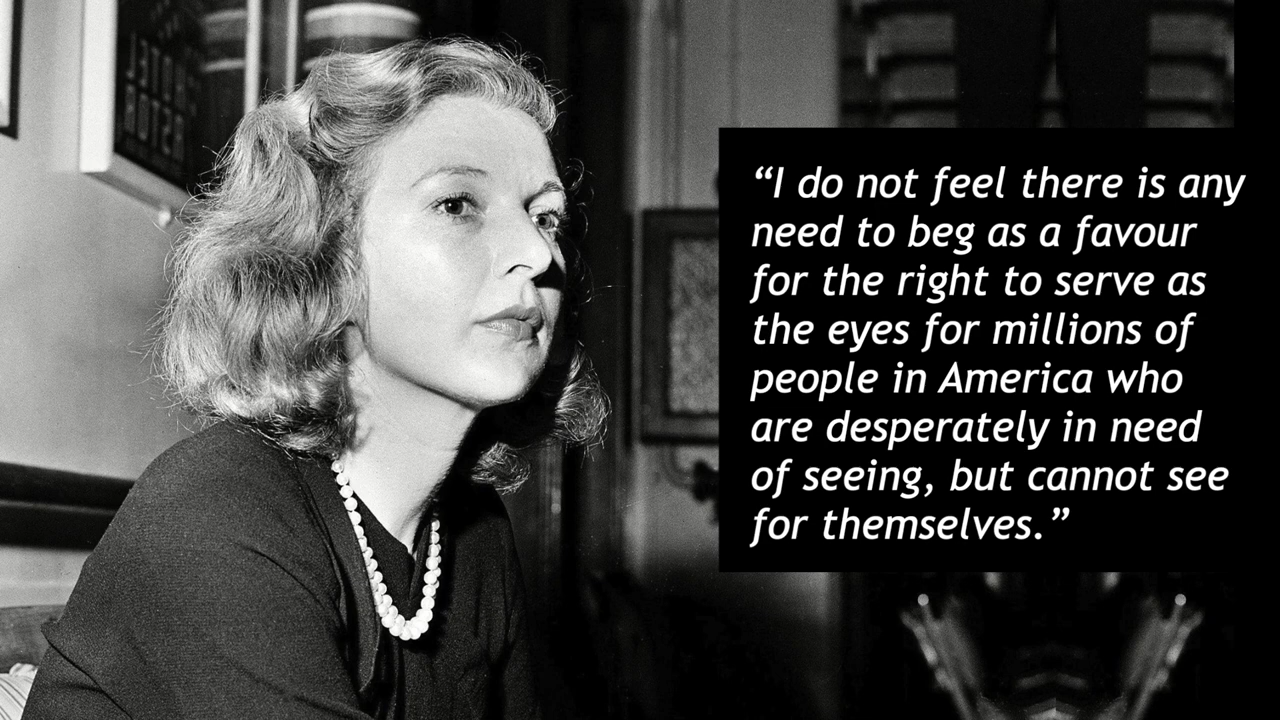 “I do not feel there is any
need to beg as a favour
for the right to serve as
the eyes for millions of
people in America who
are desperately in need
of seeing, but cannot see
for themselves.”